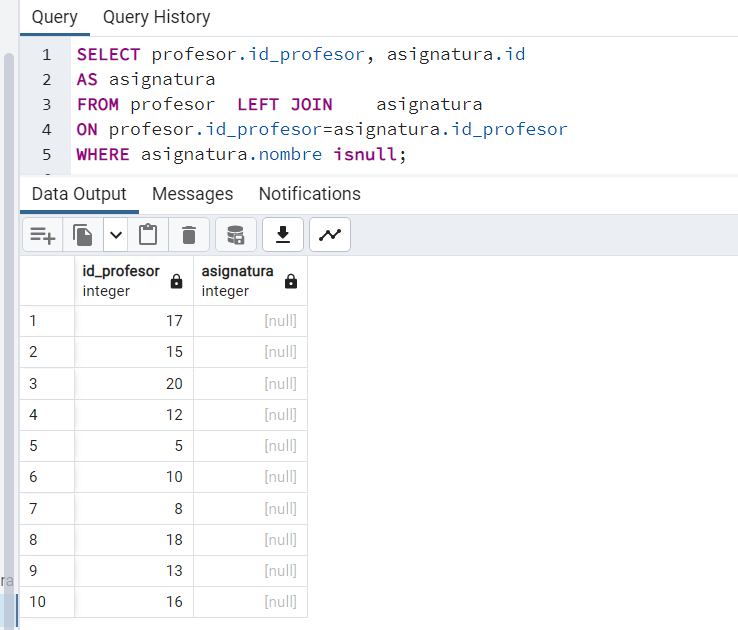 Query Query History
1 SELECT profesor.id_profesor, asignatura.id
2 AS asignatura
3 FROM profesor LEFT JOIN asignatura
4 ON profesor.id_profesor=asignatura.id_profesor
5 WHERE asignatura.nombre isnull;
Data Output Messages Notifications
id_profesor asignatura
integer integer
1 17 [null]
2 15 [null]
3 20 [null]
4 12 [null]
5 5 [null]
6 10 [null]
7 8 [null]
8 18 [null]
9 13 [null]
ra
10 16 [null]